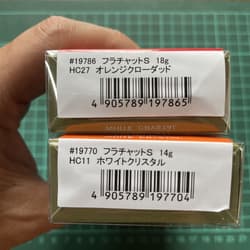 #19786 フラチャットS 18g
HC27 オレンジクローダッド
4 905789 197865
#19770 フラチャットS 14g
HC11 ホワイトクリスタル
4 905789 197704